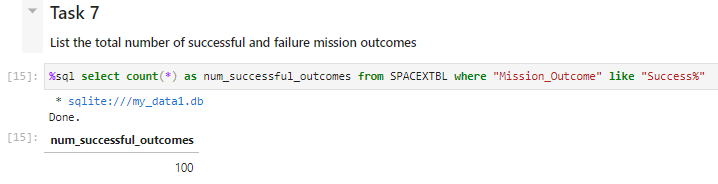 Task 7
List the total number of successful and failure mission outcomes
[15]: %sql select count(*) as num_successful_outcomes from SPACEXTBL where "Mission_Outcome" like "Success%"
* sqlite:///my_data1.db
Done.
[15]: num_successful_outcomes
100